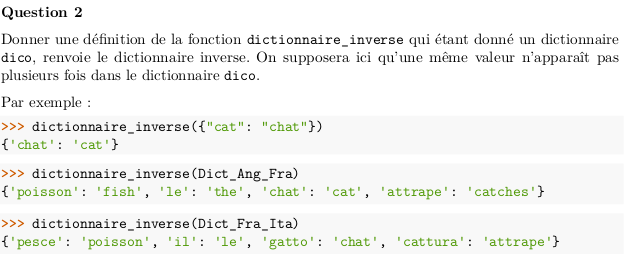 Question 2
Donner une définition de la fonction dictionnaire_inverse qui étant donné un dictionnaire
dico, renvoie le dictionnaire inverse. On supposera ici qu'une même valeur n'apparaît pas
plusieurs fois dans le dictionnaire dico.
Par exemple :
>>> dictionnaire_inverse({"cat": "chat"})
{'chat': 'cat'}
>>> dictionnaire_inverse(Dict_Ang_Fra)
{'poisson': 'fish', 'le': 'the', 'chat': 'cat', 'attrape': 'catches'}
>>> dictionnaire_inverse(Dict_Fra_Ita)
{'pesce': 'poisson', 'il': 'le', 'gatto': 'chat', 'cattura': 'attrape'}